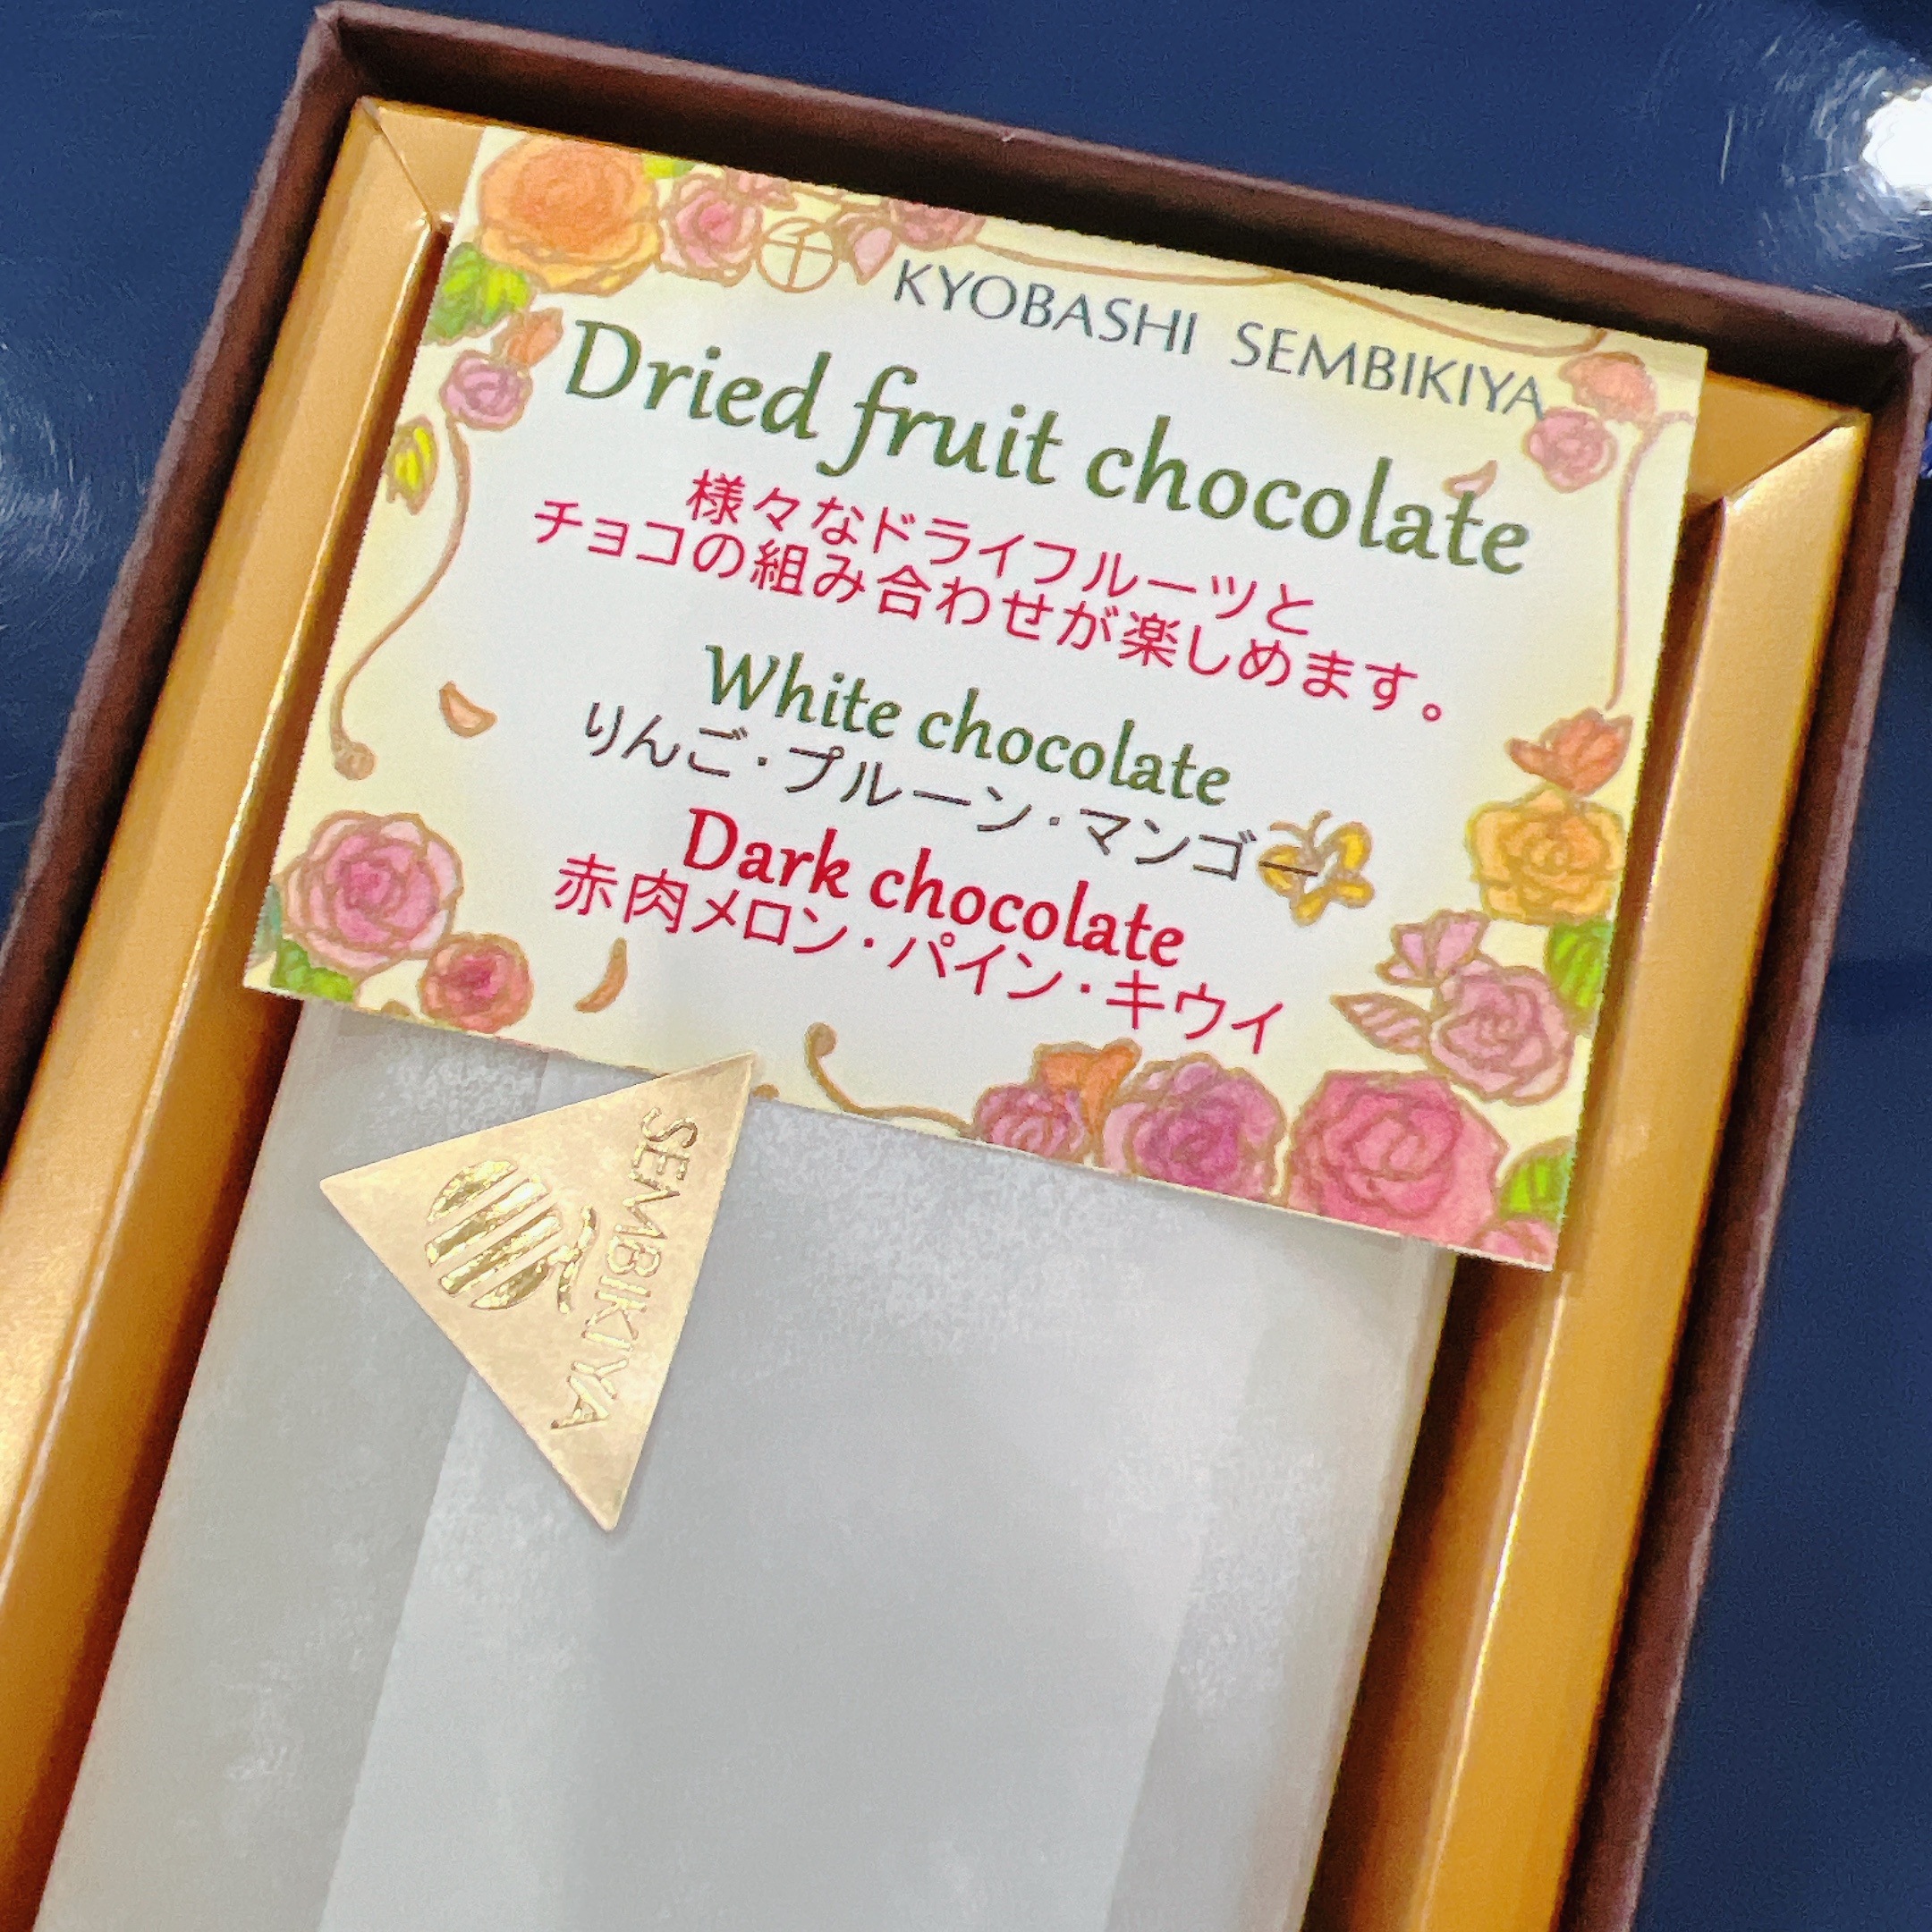 KYOBASHI SEMBIKIYA
Dried fruit chocolate
様々なドライフルーツと
チョコの組み合わせが楽しめます。
White chocolate
りんご・プルーン・マンゴー
Dark chocolate
赤肉メロン・パイン・キウイ
SEMBIKIYA